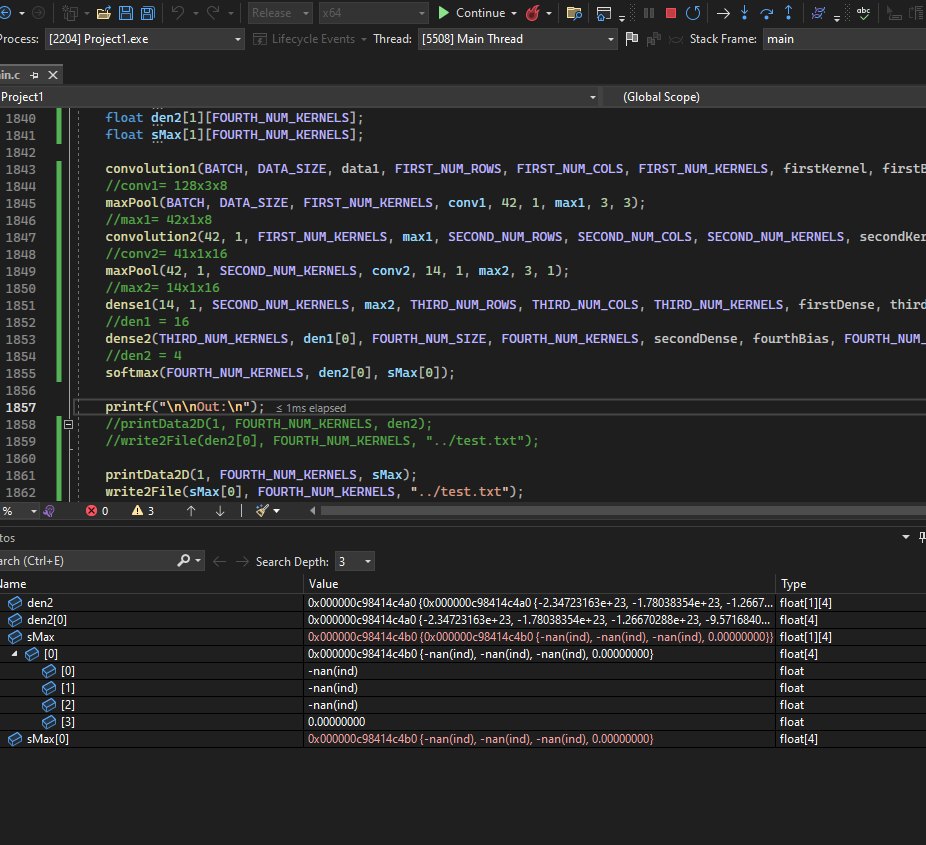 Release x64 Continue
Process: [2204] Project1.exe Lifecycle Events Thread: [5508] Main Thread Stack Frame: main
in.c
Project1 (Global Scope)
1840 float den2[1][FOURTH_NUM_KERNELS];
1841 float sMax[1][FOURTH_NUM_KERNELS];
1842
1843 convolution1(BATCH, DATA_SIZE, data1, FIRST_NUM_ROWS, FIRST_NUM_COLS, FIRST_NUM_KERNELS, firstKernel, firstB
1844 //conv1= 128x3x8
1845 maxPool(BATCH, DATA_SIZE, FIRST_NUM_KERNELS, conv1, 42, 1, max1, 3, 3);
1846 //max1= 42x1x8
1847 convolution2(42, 1, FIRST_NUM_KERNELS, max1, SECOND_NUM_ROWS, SECOND_NUM_COLS, SECOND_NUM_KERNELS, secondKer
1848 //conv2= 41x1x16
1849 maxPool(42, 1, SECOND_NUM_KERNELS, conv2, 14, 1, max2, 3, 1);
1850 //max2= 14x1x16
1851 dense1(14, 1, SECOND_NUM_KERNELS, max2, THIRD_NUM_ROWS, THIRD_NUM_COLS, THIRD_NUM_KERNELS, firstDense, third
1852 //den1 = 16
1853 dense2(THIRD_NUM_KERNELS, den1[0], FOURTH_NUM_SIZE, FOURTH_NUM_KERNELS, secondDense, fourthBias, FOURTH_NUM_
1854 //den2 = 4
1855 softmax(FOURTH_NUM_KERNELS, den2[0], sMax[0]);
1856
1857 printf("\n\nOut:\n"); ≤ 1ms elapsed
1858 //printData2D(1, FOURTH_NUM_KERNELS, den2);
1859 //write2File(den2[0], FOURTH_NUM_KERNELS, "../test.txt");
1860
1861 printData2D(1, FOURTH_NUM_KERNELS, sMax);
1862 write2File(sMax[0], FOURTH_NUM_KERNELS, "../test.txt");
% 0 3
tos
arch (Ctrl+E) Search Depth: 3
Name Value Type
den2 0x000000c98414c4a0 {0x000000c98414c4a0 {-2.34723163e+23, -1.78038354e+23, -1.2667... float[1][4]
den2[0] 0x000000c98414c4a0 {-2.34723163e+23, -1.78038354e+23, -1.26670288e+23, -9.5716840... float[4]
sMax 0x000000c98414c4b0 {0x000000c98414c4b0 {-nan(ind), -nan(ind), -nan(ind), 0.00000000}} float[1][4]
[0] 0x000000c98414c4b0 {-nan(ind), -nan(ind), -nan(ind), 0.00000000} float[4]
[0] -nan(ind) float
[1] -nan(ind) float
[2] -nan(ind) float
[3] 0.00000000 float
sMax[0] 0x000000c98414c4b0 {-nan(ind), -nan(ind), -nan(ind), 0.00000000} float[4]